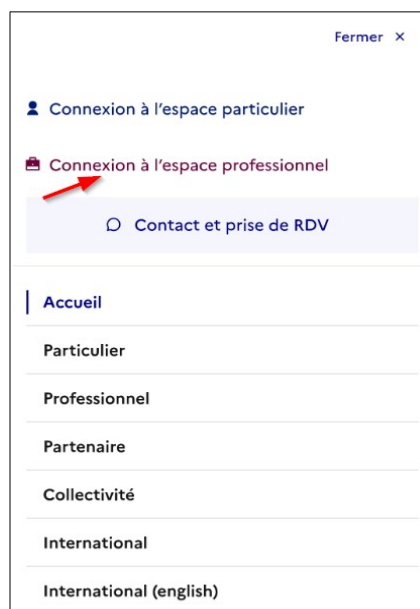 Fermer ×
Connexion à l’espace particulier
Connexion à l’espace professionnel
Contact et prise de RDV
Accueil
Particulier
Professionnel
Partenaire
Collectivité
International
International (english)